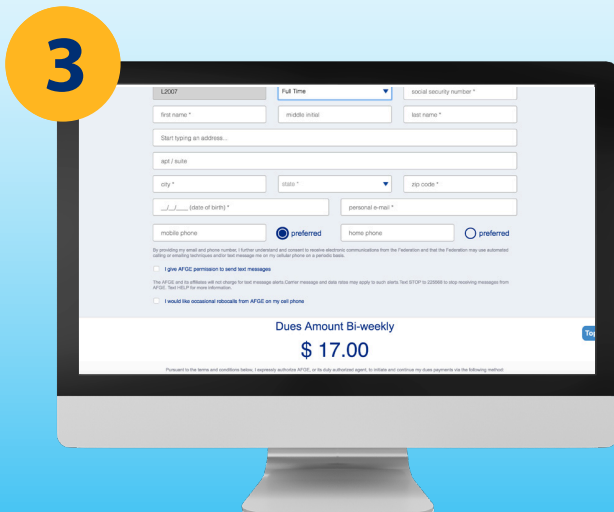 3
L2007 Full Time social security number *
first name * middle initial last name *
Start typing an address...
apt / suite
city * state * zip code *
__/__/____ (date of birth) * personal e-mail *
mobile phone preferred home phone preferred
By providing my email and phone number, I further understand and consent to receive electronic communications from the Federation and that the Federation may use automated
calling or emailing techniques and/or text message me on my cellular phone on a periodic basis.
I give AFGE permission to send text messages
The AFGE and its affiliates will not charge for text message alerts.Carrier message and data rates may apply to such alerts.Text STOP to 228888 to stop receiving messages from
AFGE. Text HELP for more information.
I would like occasional robocalls from AFGE on my cell phone
Dues Amount Bi-weekly
Top
$ 17.00
Pursuant to the terms and conditions below, I expressly authorize AFGE, or its duly authorized agent, to initiate and continue my dues payments via the following method: